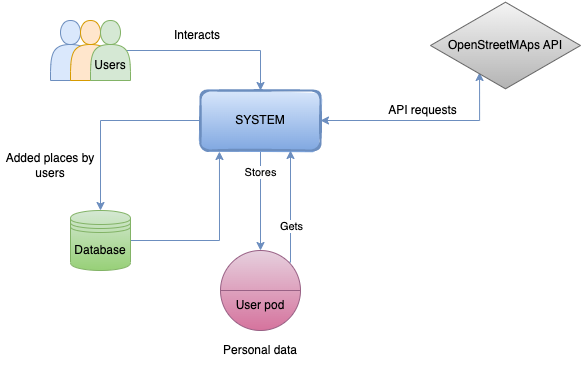 Interacts
OpenStreetMAps API
Users
API requests
SYSTEM
Added places by
users
Stores
Gets
Database
User pod
Personal data